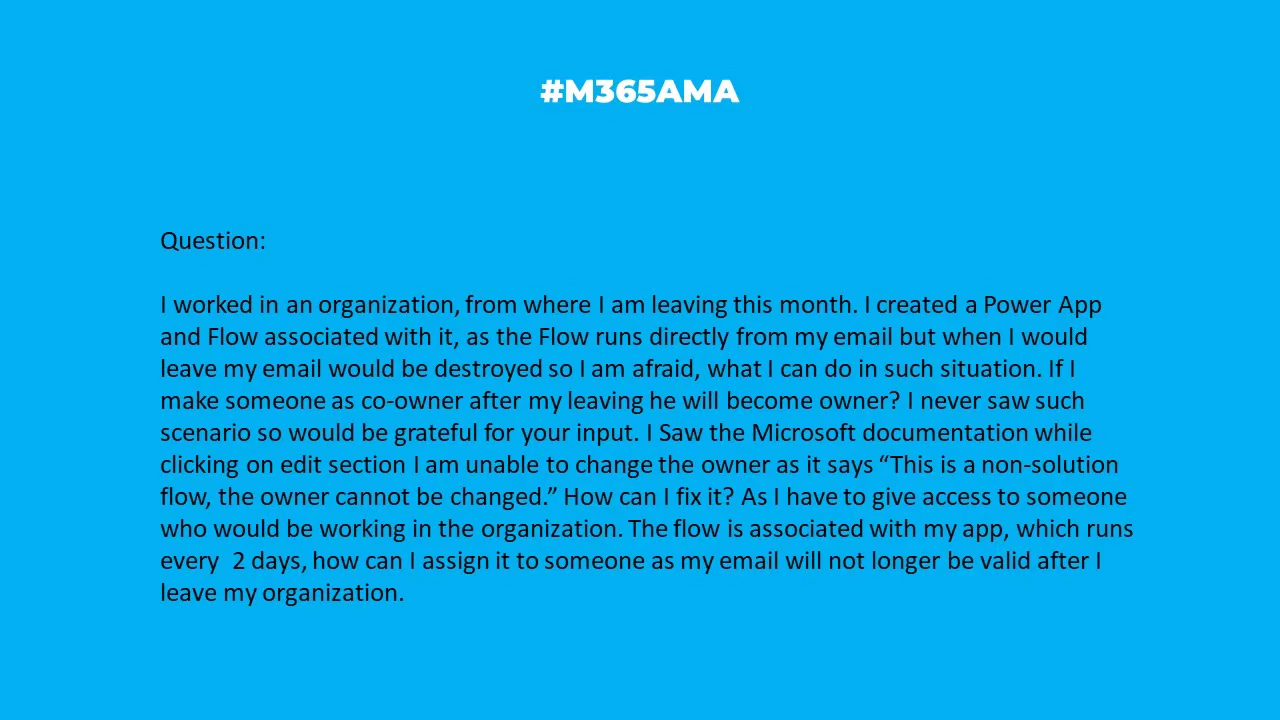 #M365AMA
Question:
I worked in an organization, from where I am leaving this month. I created a Power App
and Flow associated with it, as the Flow runs directly from my email but when I would
leave my email would be destroyed so I am afraid, what I can do in such situation. If I
make someone as co-owner after my leaving he will become owner? I never saw such
scenario so would be grateful for your input. I Saw the Microsoft documentation while
clicking on edit section I am unable to change the owner as it says “This is a non-solution
flow, the owner cannot be changed.” How can I fix it? As I have to give access to someone
who would be working in the organization. The flow is associated with my app, which runs
every  2 days, how can I assign it to someone as my email will not longer be valid after I
leave my organization.